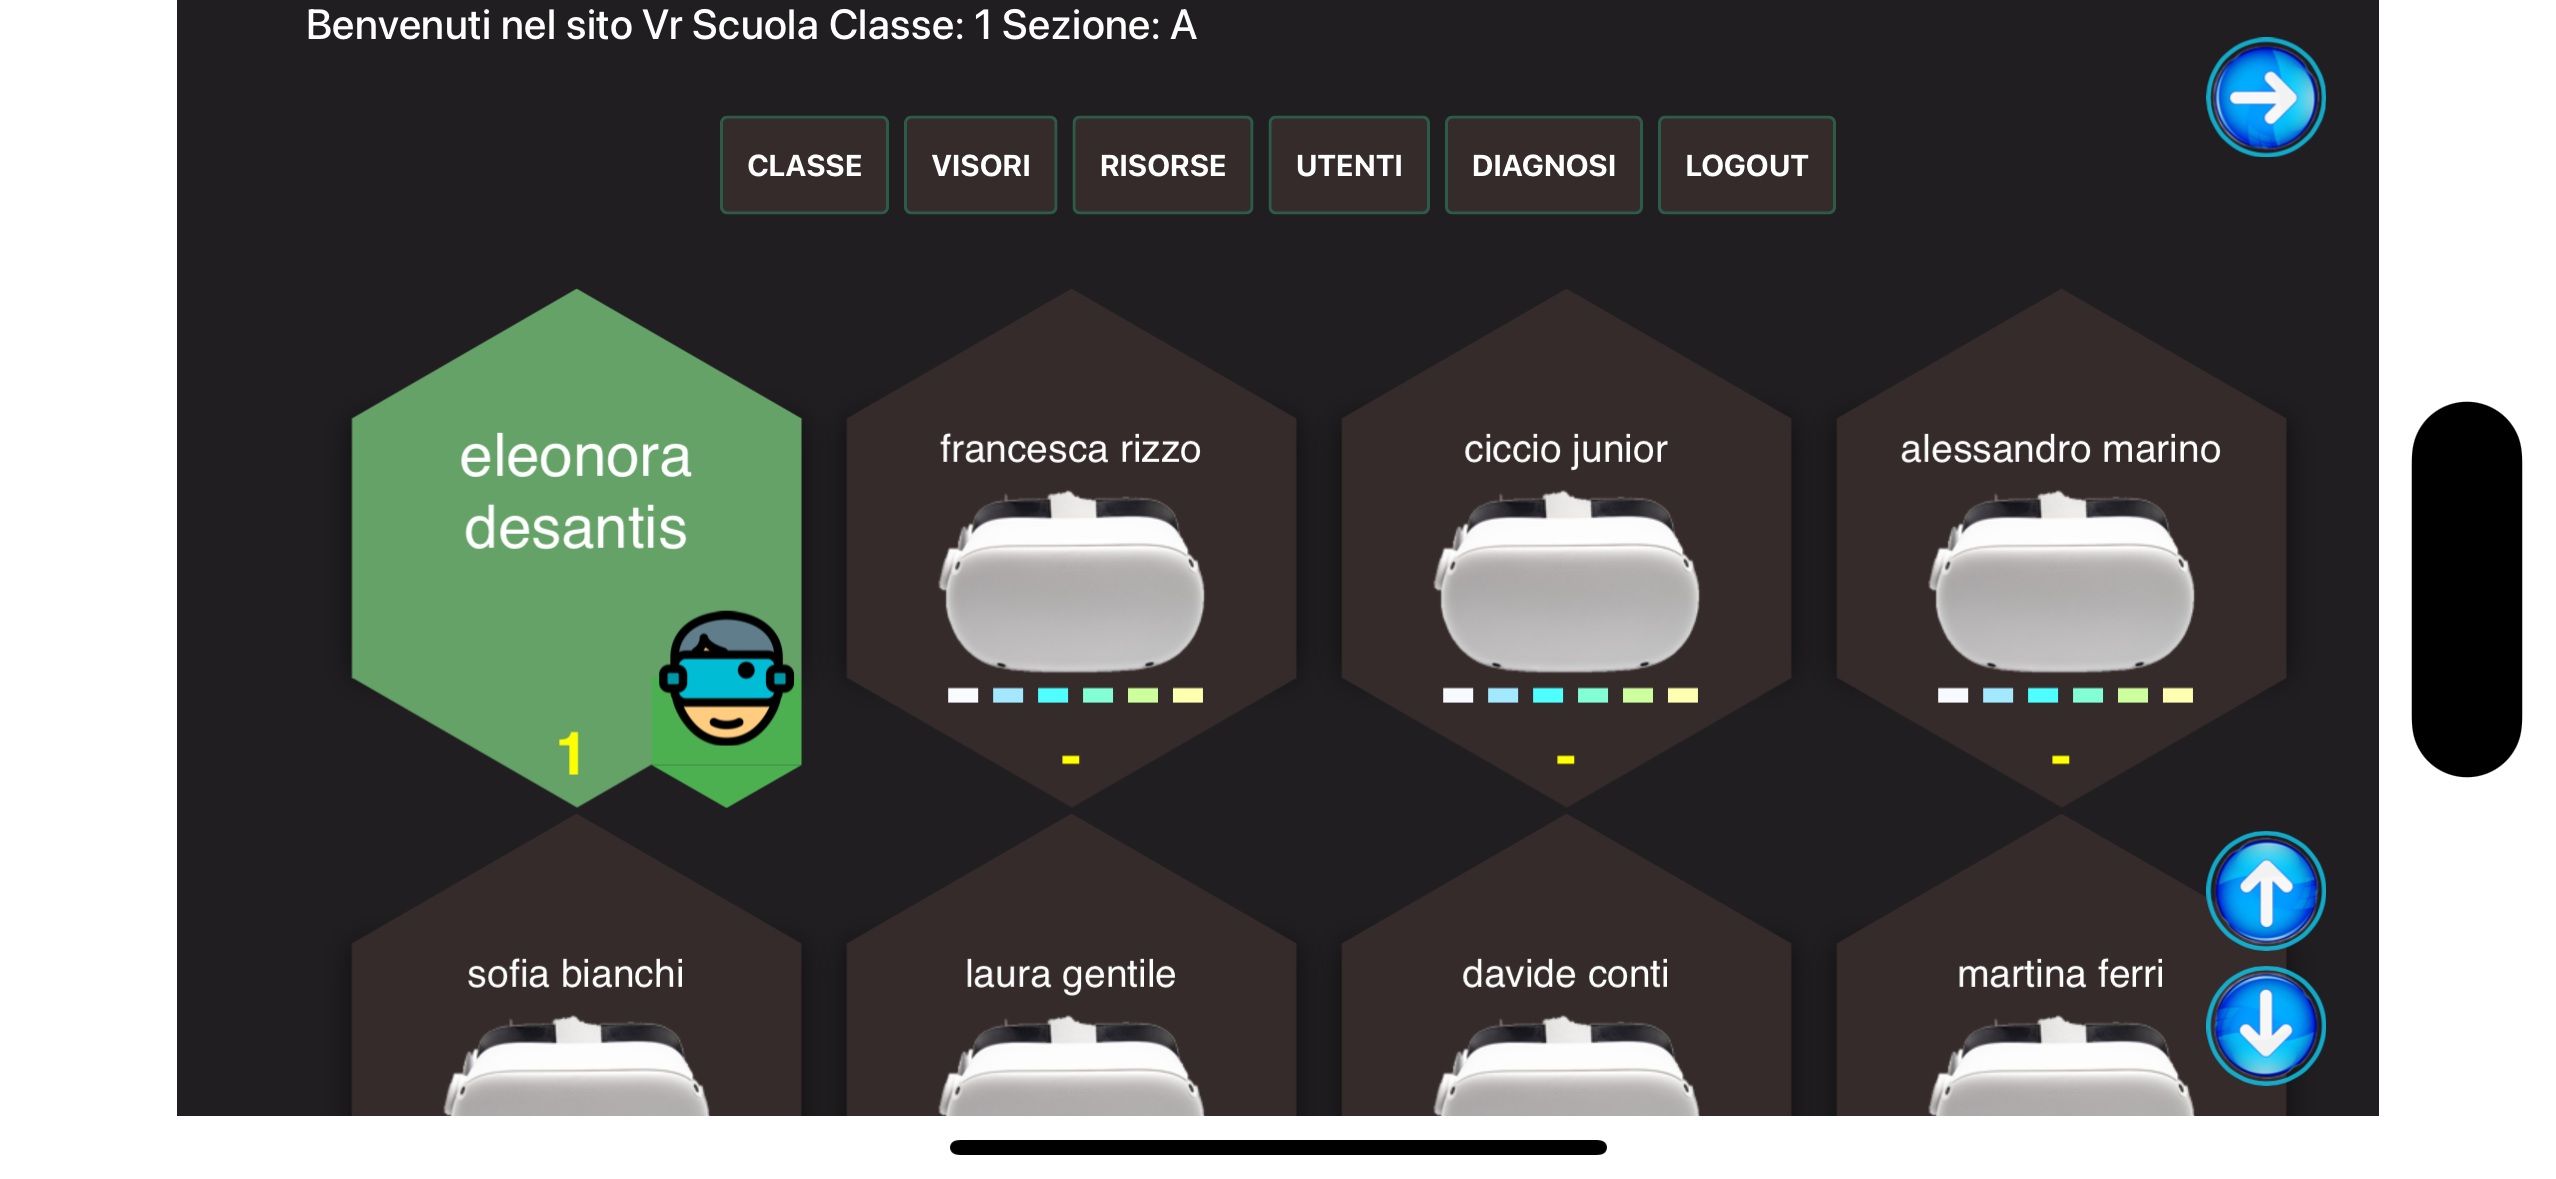 Benvenuti nel sito Vr Scuola Classe: 1 Sezione: A
CLASSE VISORI RISORSE UTENTI DIAGNOSI LOGOUT
eleonora
desantis
1
francesca rizzo
-
ciccio junior
-
alessandro marino
-
sofia bianchi
laura gentile
davide conti
martina ferri